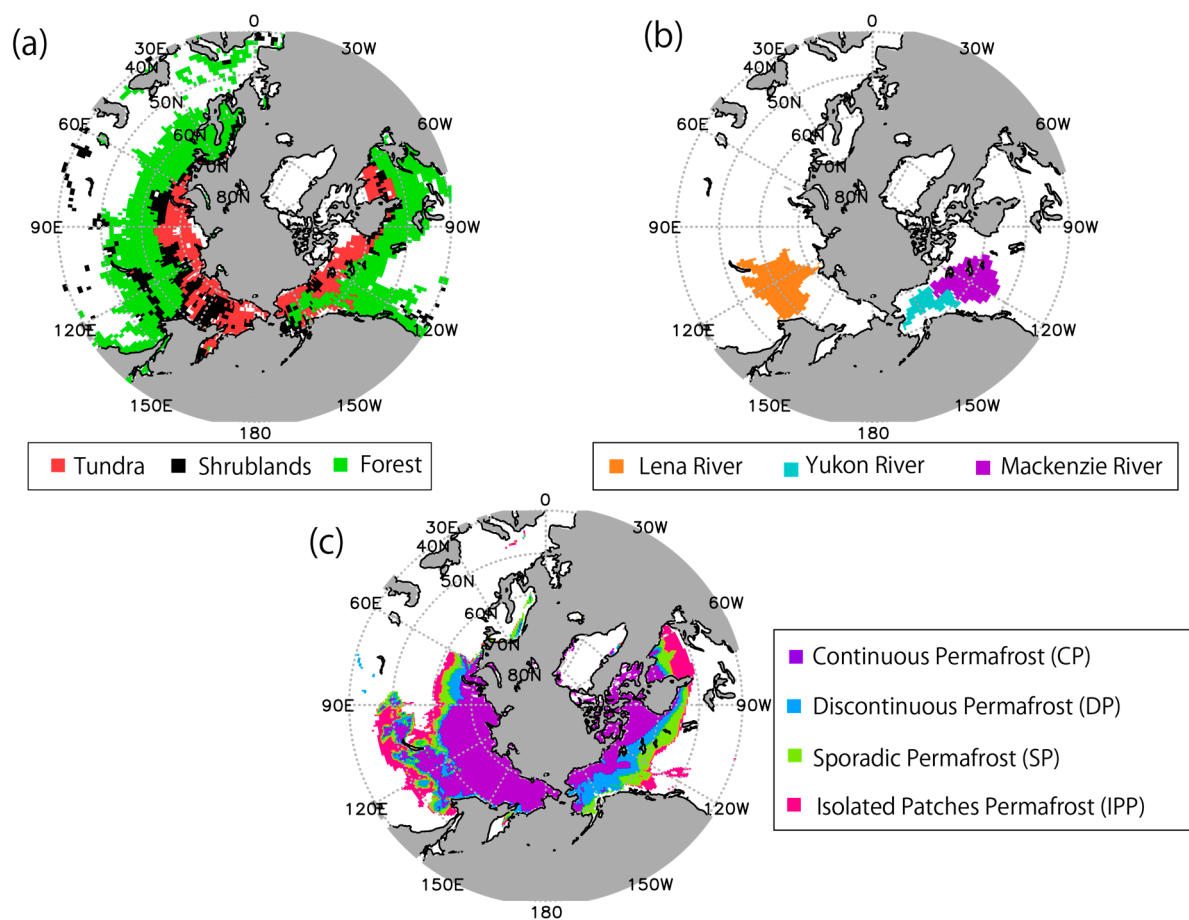 (a)
0
30E
30W
40N
50N
60E
60N
60W
70N
80N
90E
90W
120E
120W
150E
150W
180
Tundra Shrublands Forest
(b)
0
30E
30W
40N
50N
60E
60N
60W
70N
80N
90E
90W
120E
120W
150E
150W
180
Lena River Yukon River Mackenzie River
(c)
0
30E
30W
40N
50N
60E
60N
60W
70N
80N
90E
90W
120E
120W
150E
150W
180
Continuous Permafrost (CP)
Discontinuous Permafrost (DP)
Sporadic Permafrost (SP)
Isolated Patches Permafrost (IPP)